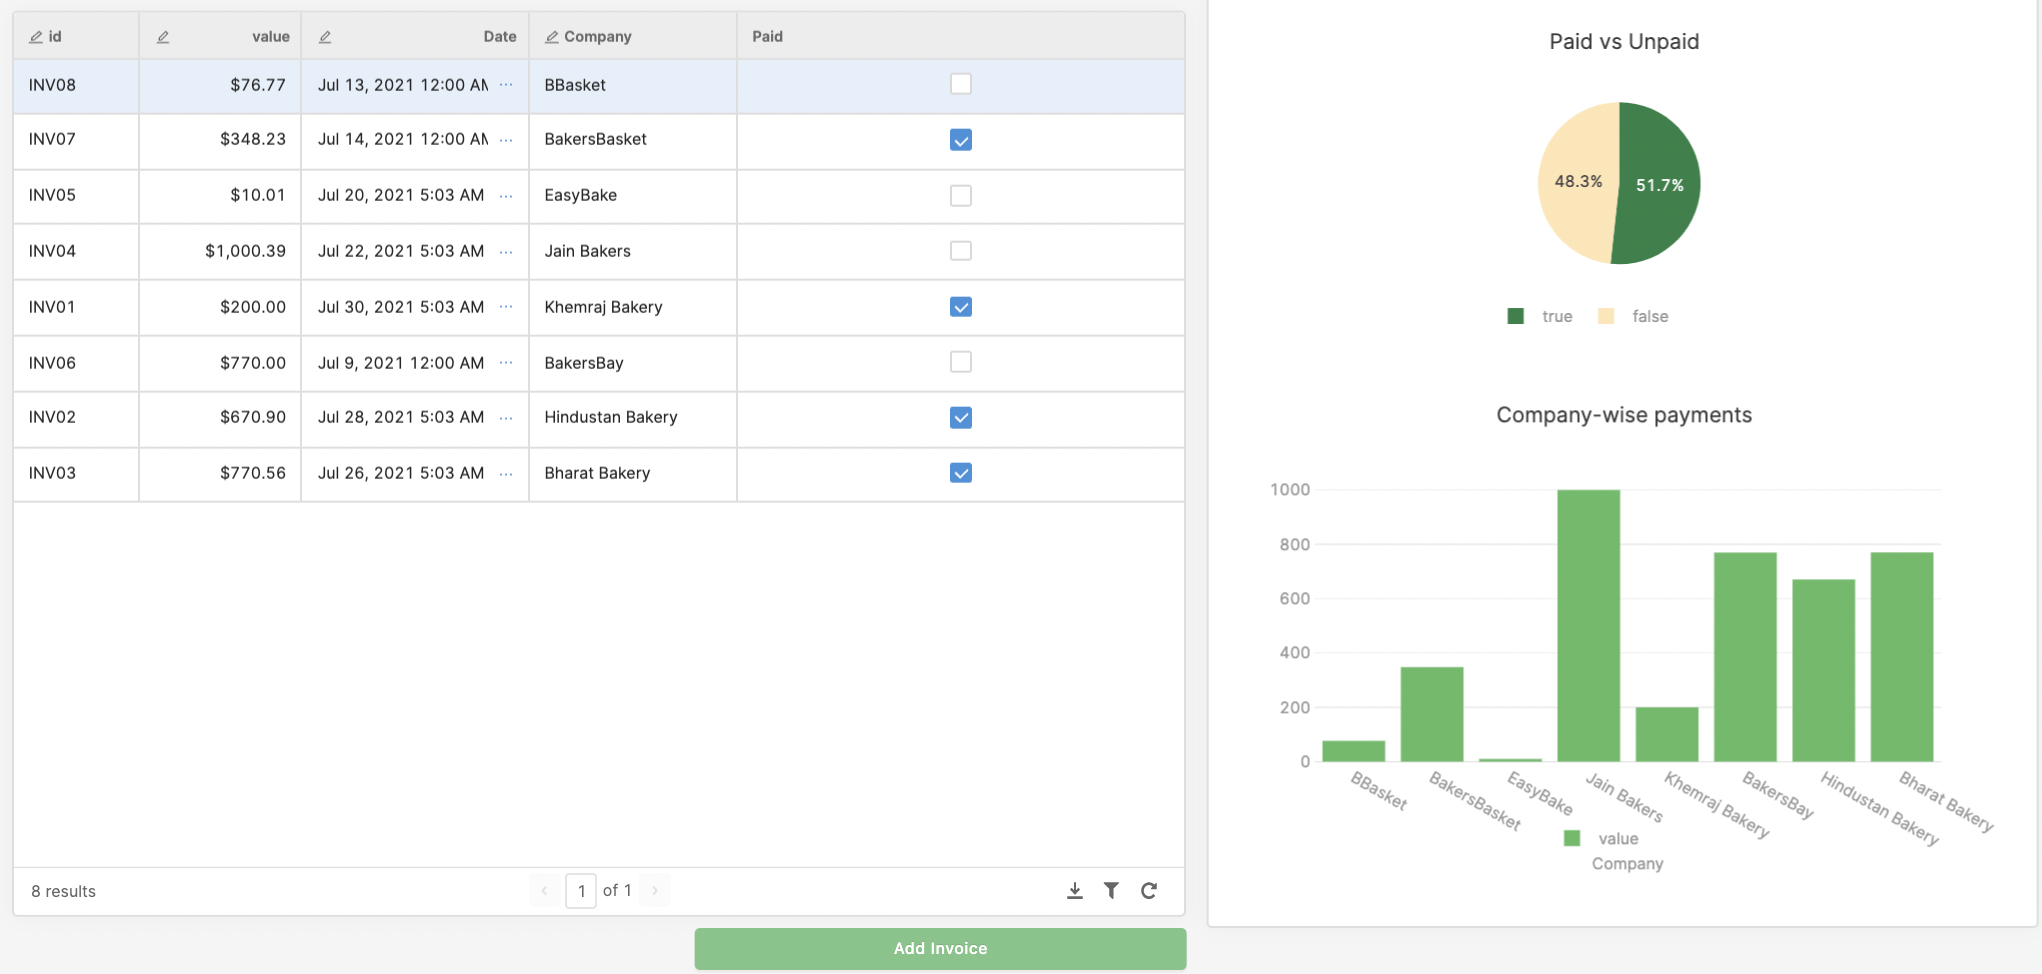 id value Date Company Paid
INV08 $76.77 Jul 13, 2021 12:00 AM ... BBasket
INV07 $348.23 Jul 14, 2021 12:00 AM ... BakersBasket
INV05 $10.01 Jul 20, 2021 5:03 AM ... EasyBake
INV04 $1,000.39 Jul 22, 2021 5:03 AM ... Jain Bakers
INV01 $200.00 Jul 30, 2021 5:03 AM ... Khemraj Bakery
INV06 $770.00 Jul 9, 2021 12:00 AM ... BakersBay
INV02 $670.90 Jul 28, 2021 5:03 AM ... Hindustan Bakery
INV03 $770.56 Jul 26, 2021 5:03 AM ... Bharat Bakery
8 results
1 of 1
Add Invoice
Paid vs Unpaid
48.3%
51.7%
true false
Company-wise payments
1000
800
600
400
200
0
BBasket
BakersBasket
EasyBake
Jain Bakers
Khemraj Bakery
BakersBay
Hindustan Bakery
Bharat Bakery
value
Company